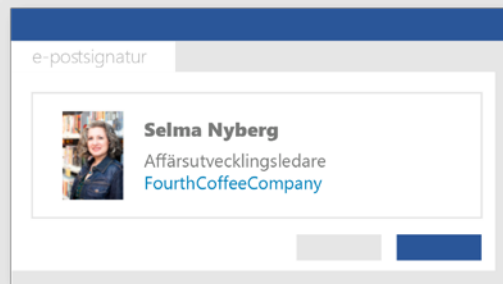 e-postsignatur
Selma Nyberg
Affärsutvecklingsledare
FourthCoffeeCompany